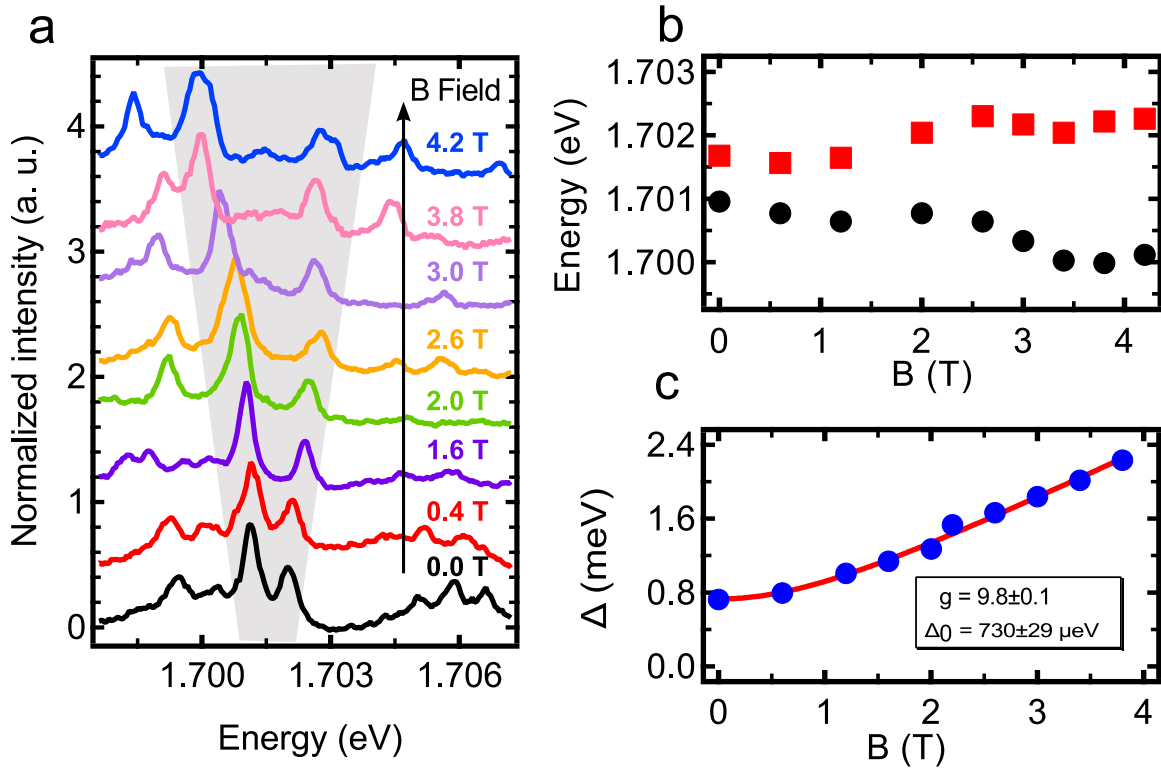 a
Normalized intensity (a. u.)
4
3
2
1
0
B Field
4.2 T
3.8 T
3.0 T
2.6 T
2.0 T
1.6 T
0.4 T
0.0 T
1.700
1.703
1.706
Energy (eV)
b
Energy (eV)
1.703
1.702
1.701
1.700
0
1
2
3
4
B (T)
c
Δ (meV)
2.4
1.6
0.8
0.0
g = 9.8±0.1
Δ0 = 730±29 µeV
0
1
2
3
4
B (T)